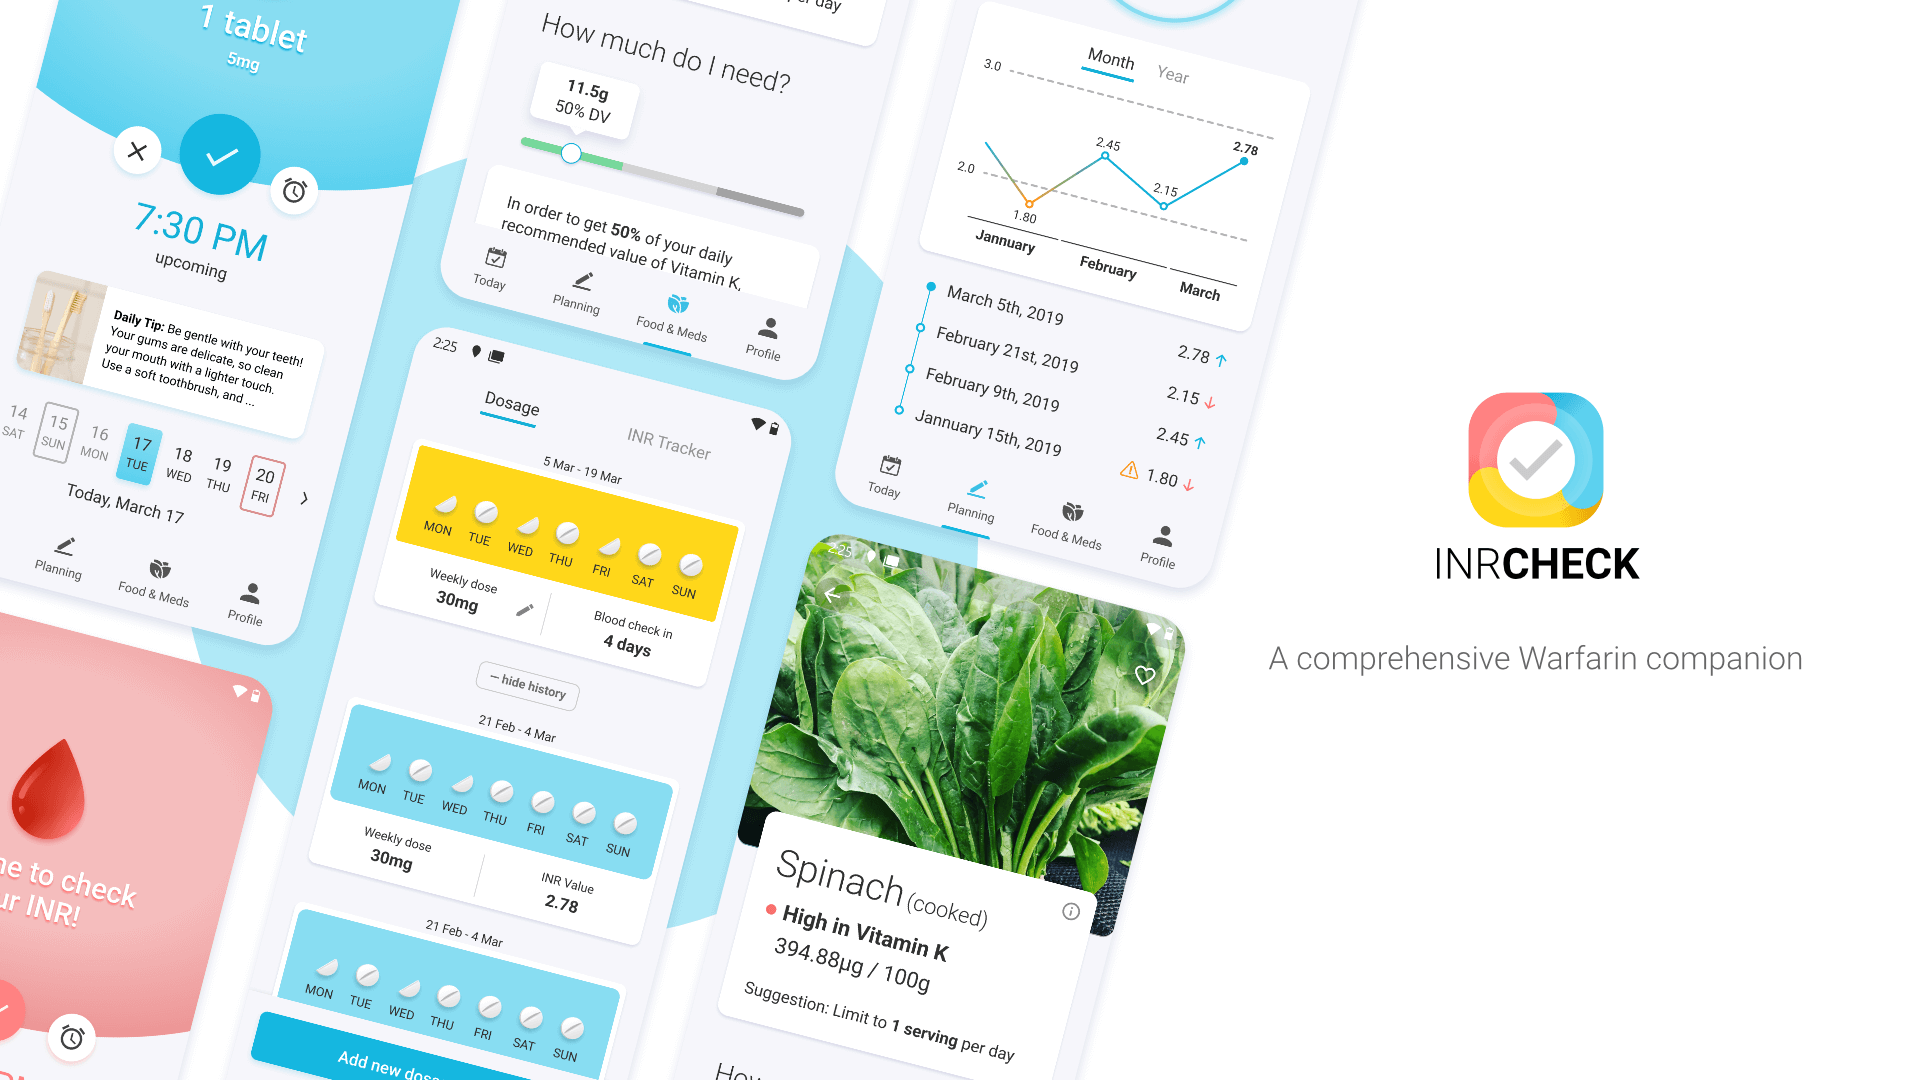 1 tablet
5mg
7:30 PM
upcoming
Daily Tip: Be gentle with your teeth!
Your gums are delicate, so clean
your mouth with a lighter touch.
Use a soft toothbrush, and ...
14 15 16 17 18 19 20
SAT SUN MON TUE WED THU FRI
Today, March 17
Planning
Food & Meds
Profile
to check
INR!
per day
How much do I need?
11.5g
50% DV
In order to get 50% of your daily
recommended value of Vitamin K,
Today
Planning
Food & Meds
Profile
2:25
Dosage
INR Tracker
5 Mar - 19 Mar
MON TUE WED THU FRI SAT SUN
Weekly dose
30mg
Blood check in
4 days
– hide history
21 Feb - 4 Mar
MON TUE WED THU FRI SAT SUN
Weekly dose
30mg
INR Value
2.78
21 Feb - 4 Mar
MON TUE WED THU FRI SAT SUN
Add new
Month
Year
3.0
2.0
1.80
2.45
2.15
2.78
Jannuary
February
March
March 5th, 2019
2.78
February 21st, 2019
2.15
February 9th, 2019
2.45
Jannuary 15th, 2019
1.80
Today
Planning
Food & Meds
Profile
2:25
Spinach (cooked)
High in Vitamin K
394.88µg / 100g
Suggestion: Limit to 1 serving per day
INRCHECK
A comprehensive Warfarin companion